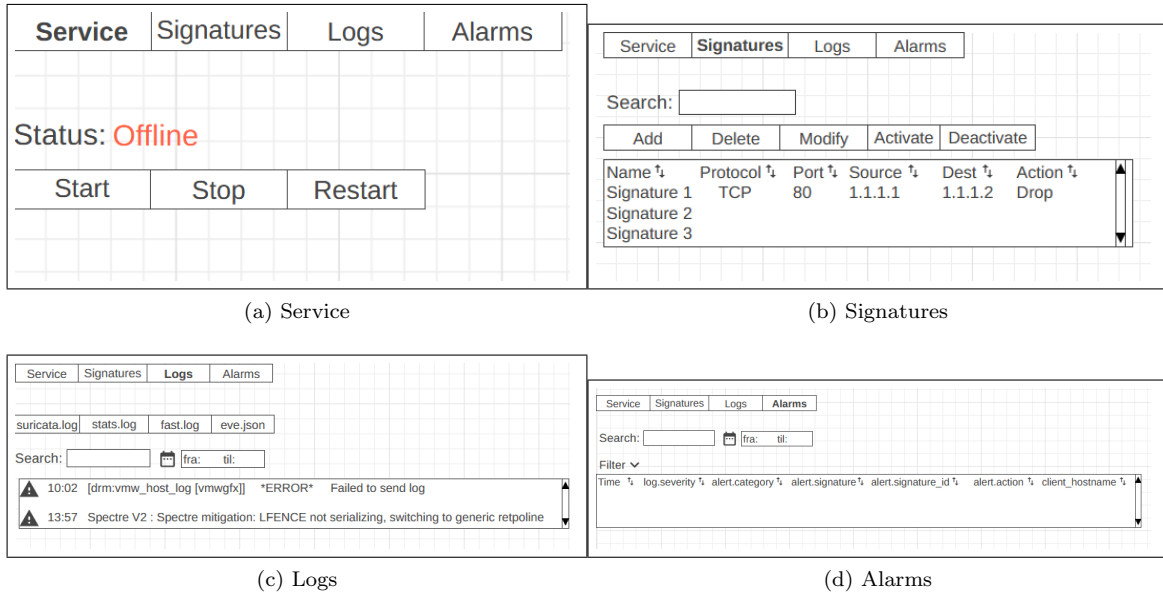 Service Signatures Logs Alarms
Status: Offline
Start Stop Restart
(a) Service
Service Signatures Logs Alarms
Search:
Add Delete Modify Activate Deactivate
Name Protocol Port Source Dest Action
Signature 1 TCP 80 1.1.1.1 1.1.1.2 Drop
Signature 2
Signature 3
(b) Signatures
Service Signatures Logs Alarms
suricata.log stats.log fast.log eve.json
Search: fra: til:
10:02 [drm:vmw_host_log [vmwgfx]] *ERROR* Failed to send log
13:57 Spectre V2 : Spectre mitigation: LFENCE not serializing, switching to generic retpoline
(c) Logs
Service Signatures Logs Alarms
Search: fra: til:
Filter
Time log.severity alert.category alert.signature alert.signature_id alert.action client_hostname
(d) Alarms